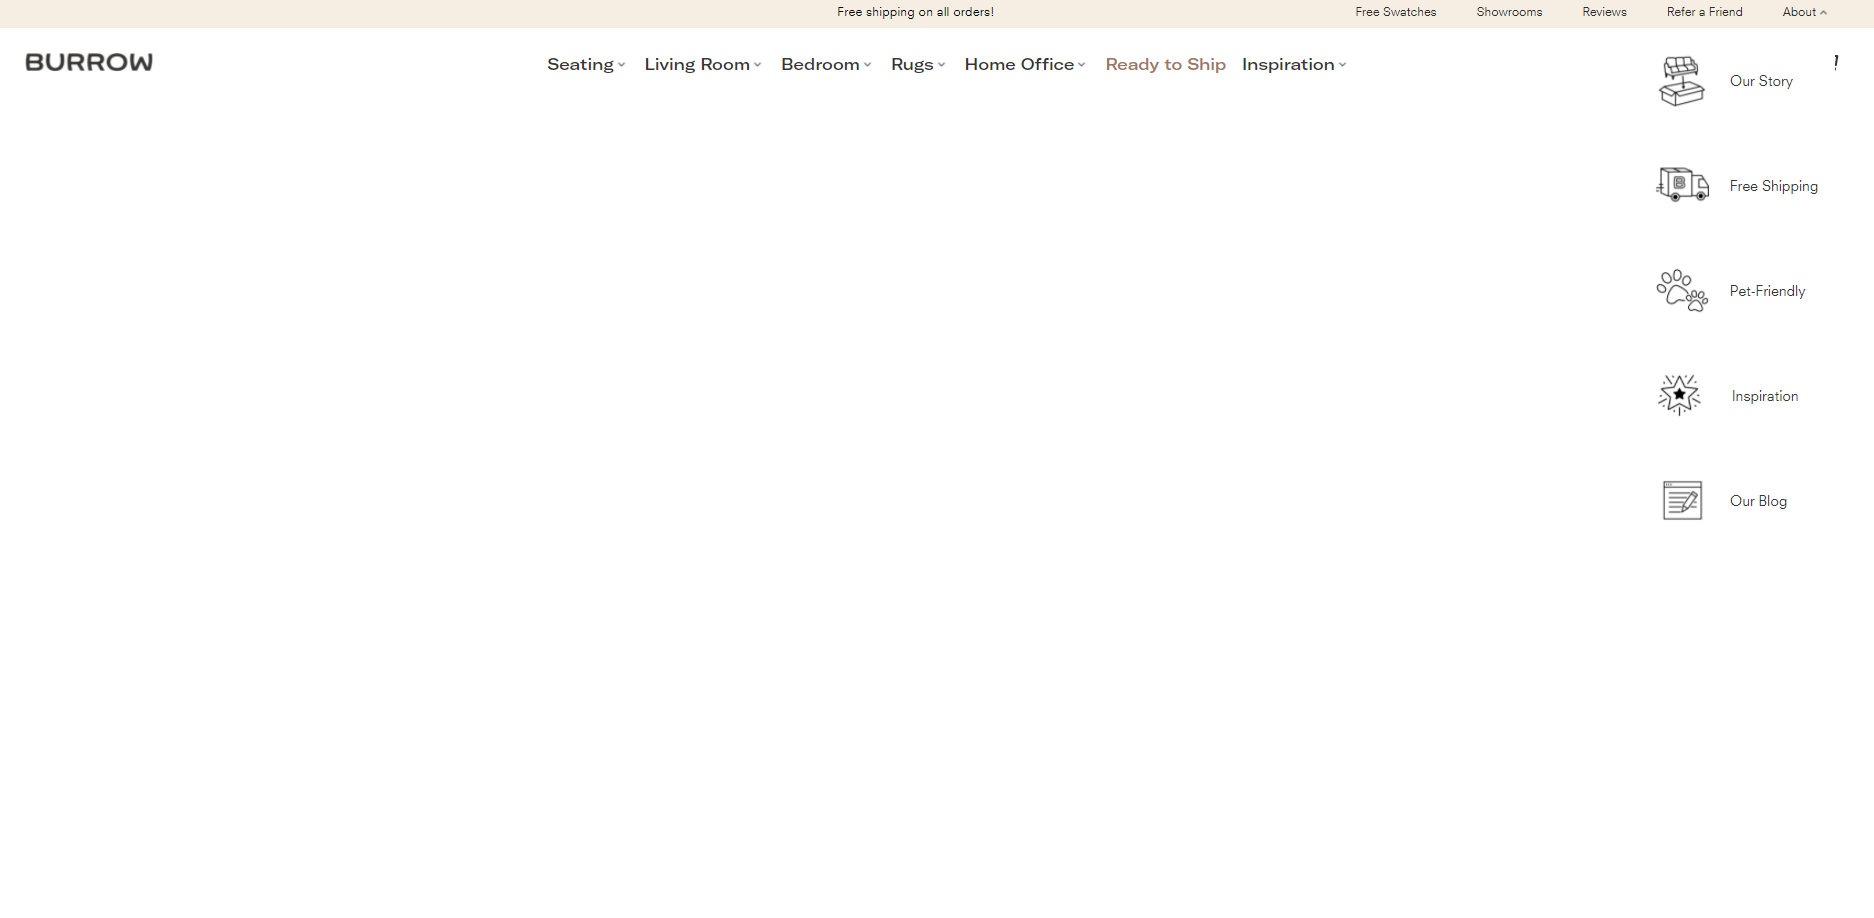 Free shipping on all orders!
Free Swatches
Showrooms
Reviews
Refer a Friend
About
BURROW
Seating
Living Room
Bedroom
Rugs
Home Office
Ready to Ship
Inspiration
Our Story
B
Free Shipping
Pet-Friendly
Inspiration
Our Blog